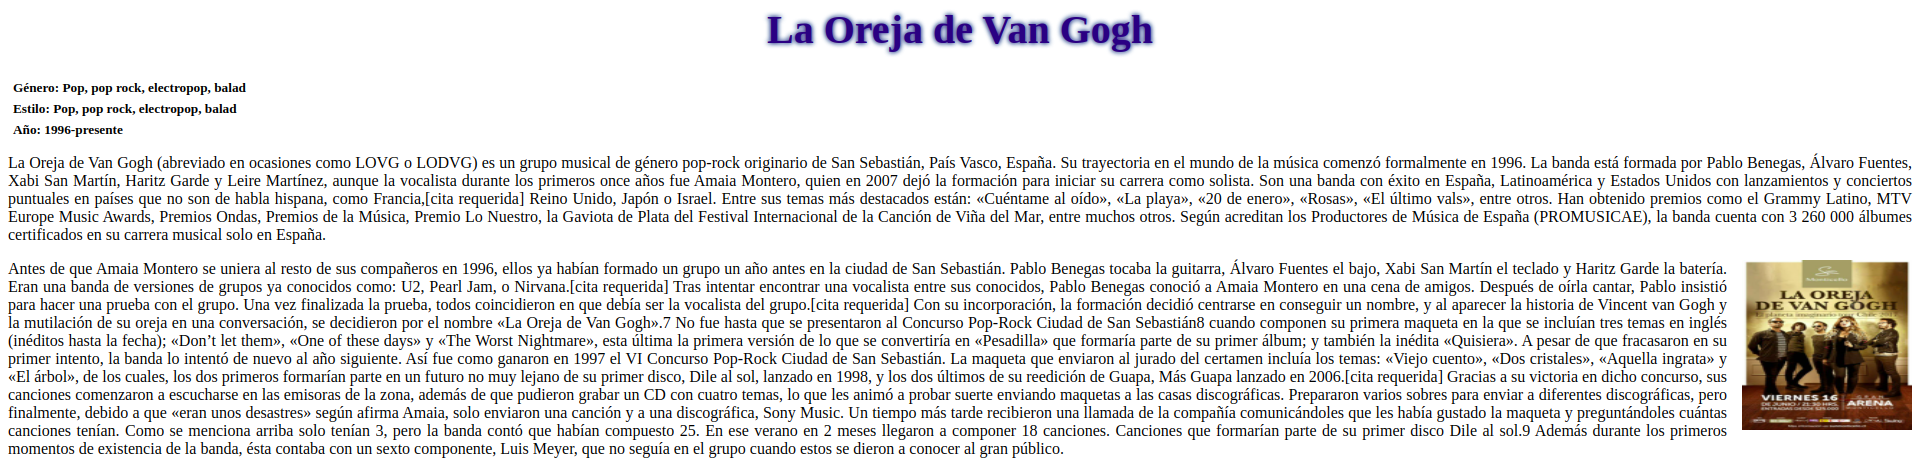 La Oreja de Van Gogh
Género: Pop, pop rock, electropop, balad
Estilo: Pop, pop rock, electropop, balad
Año: 1996-presente
La Oreja de Van Gogh (abreviado en ocasiones como LOVG o LODVG) es un grupo musical de género pop-rock originario de San Sebastián, País Vasco, España. Su trayectoria en el mundo de la música comenzó formalmente en 1996. La banda está formada por Pablo Benegas, Álvaro Fuentes,
Xabi San Martín, Haritz Garde y Leire Martínez, aunque la vocalista durante los primeros once años fue Amaia Montero, quien en 2007 dejó la formación para iniciar su carrera como solista. Son una banda con éxito en España, Latinoamérica y Estados Unidos con lanzamientos y conciertos
puntuales en países que no son de habla hispana, como Francia,[cita requerida] Reino Unido, Japón o Israel. Entre sus temas más destacados están: «Cuéntame al oído», «La playa», «20 de enero», «Rosas», «El último vals», entre otros. Han obtenido premios como el Grammy Latino, MTV
Europe Music Awards, Premios Ondas, Premios de la Música, Premio Lo Nuestro, la Gaviota de Plata del Festival Internacional de la Canción de Viña del Mar, entre muchos otros. Según acreditan los Productores de Música de España (PROMUSICAE), la banda cuenta con 3 260 000 álbumes
certificados en su carrera musical solo en España.
Antes de que Amaia Montero se uniera al resto de sus compañeros en 1996, ellos ya habían formado un grupo un año antes en la ciudad de San Sebastián. Pablo Benegas tocaba la guitarra, Álvaro Fuentes el bajo, Xabi San Martín el teclado y Haritz Garde la batería.
Eran una banda de versiones de grupos ya conocidos como: U2, Pearl Jam, o Nirvana.[cita requerida] Tras intentar encontrar una vocalista entre sus conocidos, Pablo Benegas conoció a Amaia Montero en una cena de amigos. Después de oírla cantar, Pablo insistió
para hacer una prueba con el grupo. Una vez finalizada la prueba, todos coincidieron en que debía ser la vocalista del grupo.[cita requerida] Con su incorporación, la formación decidió centrarse en conseguir un nombre, y al aparecer la historia de Vincent van Gogh y
la mutilación de su oreja en una conversación, se decidieron por el nombre «La Oreja de Van Gogh».7 No fue hasta que se presentaron al Concurso Pop-Rock Ciudad de San Sebastián8 cuando componen su primera maqueta en la que se incluían tres temas en inglés
(inéditos hasta la fecha); «Don’t let them», «One of these days» y «The Worst Nightmare», esta última la primera versión de lo que se convertiría en «Pesadilla» que formaría parte de su primer álbum; y también la inédita «Quisiera». A pesar de que fracasaron en su
primer intento, la banda lo intentó de nuevo al año siguiente. Así fue como ganaron en 1997 el VI Concurso Pop-Rock Ciudad de San Sebastián. La maqueta que enviaron al jurado del certamen incluía los temas: «Viejo cuento», «Dos cristales», «Aquella ingrata» y
«El árbol», de los cuales, los dos primeros formarían parte en un futuro no muy lejano de su primer disco, Dile al sol, lanzado en 1998, y los dos últimos de su reedición de Guapa, Más Guapa lanzado en 2006.[cita requerida] Gracias a su victoria en dicho concurso, sus
canciones comenzaron a escucharse en las emisoras de la zona, además de que pudieron grabar un CD con cuatro temas, lo que les animó a probar suerte enviando maquetas a las casas discográficas. Prepararon varios sobres para enviar a diferentes discográficas, pero
finalmente, debido a que «eran unos desastres» según afirma Amaia, solo enviaron una canción y a una discográfica, Sony Music. Un tiempo más tarde recibieron una llamada de la compañía comunicándoles que les había gustado la maqueta y preguntándoles cuántas
canciones tenían. Como se menciona arriba solo tenían 3, pero la banda contó que habían compuesto 25. En ese verano en 2 meses llegaron a componer 18 canciones. Canciones que formarían parte de su primer disco Dile al sol.9 Además durante los primeros
momentos de existencia de la banda, ésta contaba con un sexto componente, Luis Meyer, que no seguía en el grupo cuando estos se dieron a conocer al gran público.
LA OREJA
DE VAN GOGH
El planeta imaginario tour Chile 2017
VIERNES 16
DE JUNIO / 21:30 HRS
ENTRADAS DESDE $25.000
GRAN
ARENA
MONTICELLO